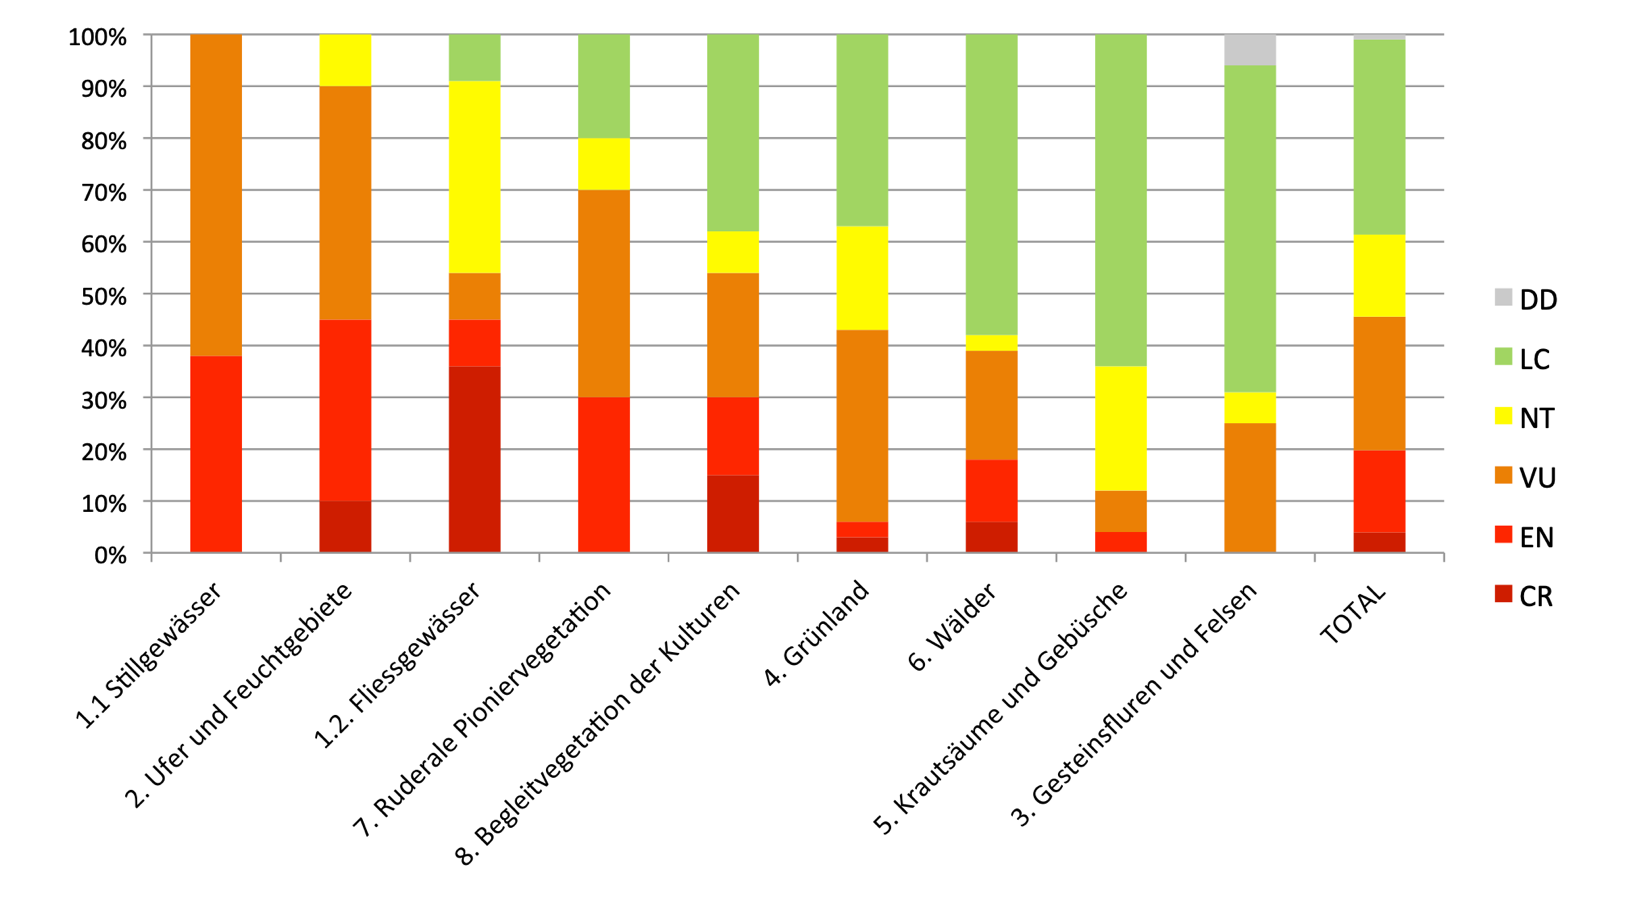 100%
90%
80%
70%
60%
50%
40%
30%
20%
10%
0%
1.1 Stillgewässer
2. Ufer und Feuchtgebiete
1.2. Fliessgewässer
7. Ruderale Pioniervegetation
8. Begleitvegetation der Kulturen
4. Grünland
6. Wälder
5. Krautsäume und Gebüsche
3. Gesteinsfluren und Felsen
TOTAL
DD
LC
NT
VU
EN
CR